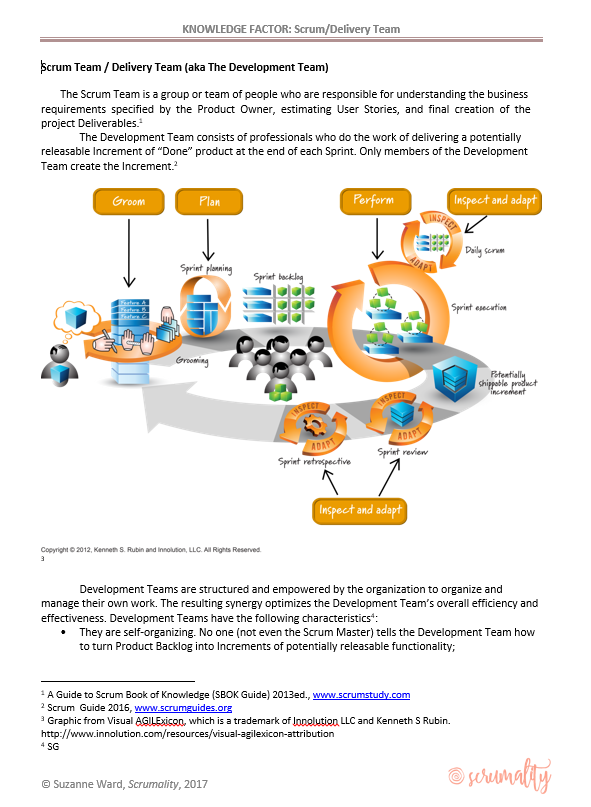 KNOWLEDGE FACTOR: Scrum/Delivery Team
Scrum Team / Delivery Team (aka The Development Team)
The Scrum Team is a group or team of people who are responsible for understanding the business
requirements specified by the Product Owner, estimating User Stories, and final creation of the
project Deliverables.1
The Development Team consists of professionals who do the work of delivering a potentially
releasable Increment of “Done” product at the end of each Sprint. Only members of the Development
Team create the Increment.2
Groom
Plan
Perform
Inspect and adapt
INSPECT
ADAPT
Daily scrum
Sprint planning
Sprint backlog
Feature A
Feature B
Feature C
Sprint execution
Grooming
Potentially
shippable product
increment
INSPECT
ADAPT
Sprint retrospective
INSPECT
ADAPT
Sprint review
Inspect and adapt
Copyright © 2012, Kenneth S. Rubin and Innolution, LLC. All Rights Reserved.
3
Development Teams are structured and empowered by the organization to organize and
manage their own work. The resulting synergy optimizes the Development Team’s overall efficiency and
effectiveness. Development Teams have the following characteristics4:
• They are self-organizing. No one (not even the Scrum Master) tells the Development Team how
to turn Product Backlog into Increments of potentially releasable functionality;
1 A Guide to Scrum Book of Knowledge (SBOK Guide) 2013ed., www.scrumstudy.com
2 Scrum Guide 2016, www.scrumguides.org
3 Graphic from Visual AGILExicon, which is a trademark of Innolution LLC and Kenneth S Rubin.
http://www.innolution.com/resources/visual-agilexicon-attribution
4 SG
© Suzanne Ward, Scrumality, 2017
@scrumality